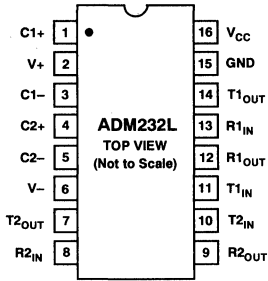 C1+ 1 16 VCC
V+ 2 15 GND
C1– 3 14 T1OUT
C2+ 4 13 R1IN
C2– 5 12 R1OUT
V– 6 11 T1IN
T2OUT 7 10 T2IN
R2IN 8 9 R2OUT
ADM232L
TOP VIEW
(Not to Scale)